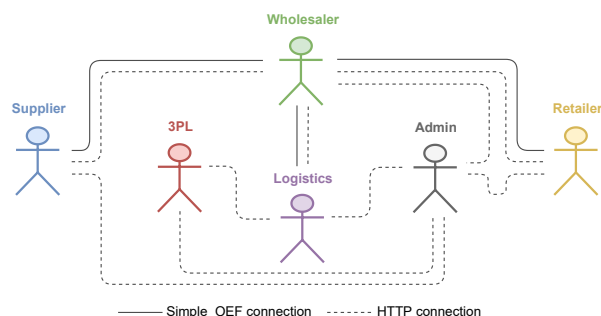 Wholesaler
Supplier
3PL
Admin
Retailer
Logistics
Simple OEF connection
HTTP connection